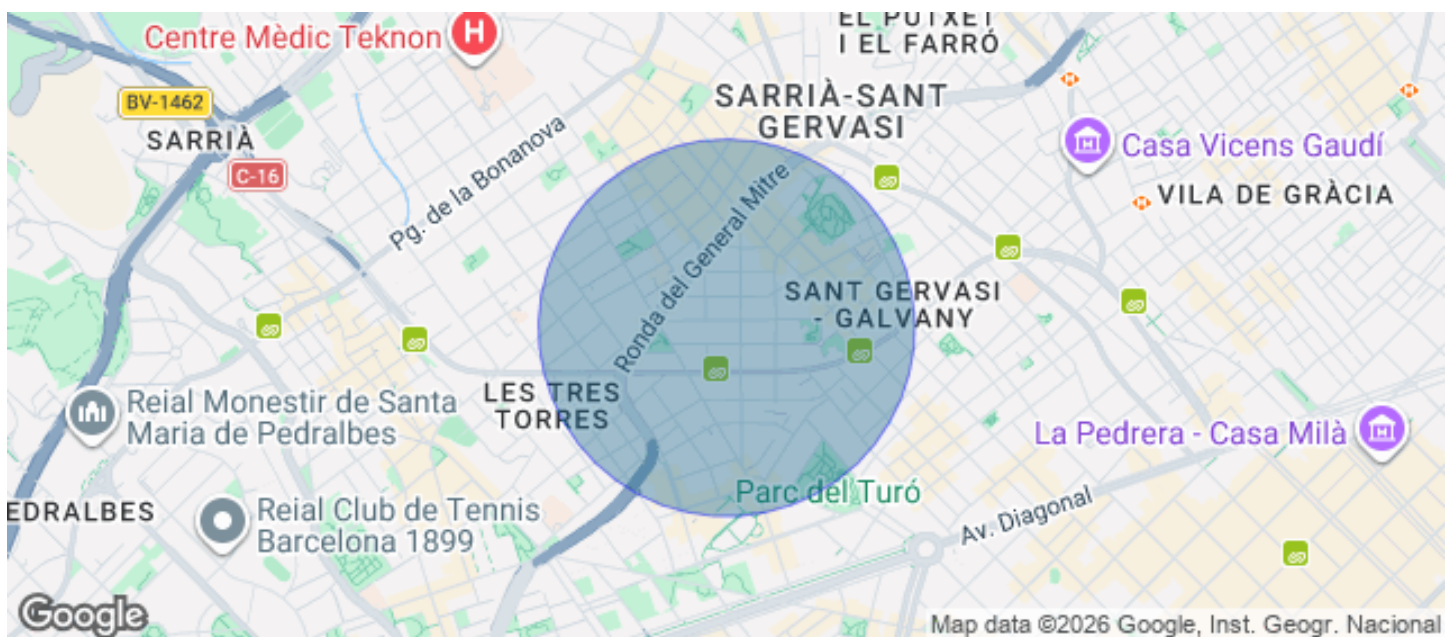 EL PUTXET
I EL FARRÓ
Centre Mèdic Teknon
H
BV-1462
SARRIÀ
SARRIÀ-SANT
GERVASI
Casa Vicens Gaudí
C-16
Pg. de la Bonanova
Ronda del General Mitre
VILA DE GRÀCIA
SANT GERVASI
- GALVANY
LES TRES
TORRES
Reial Monestir de Santa
Maria de Pedralbes
La Pedrera - Casa Milà
Parc del Turó
EDRALBES
Reial Club de Tennis
Barcelona 1899
Av. Diagonal
Google
Map data ©2026 Google, Inst. Geogr. Nacional